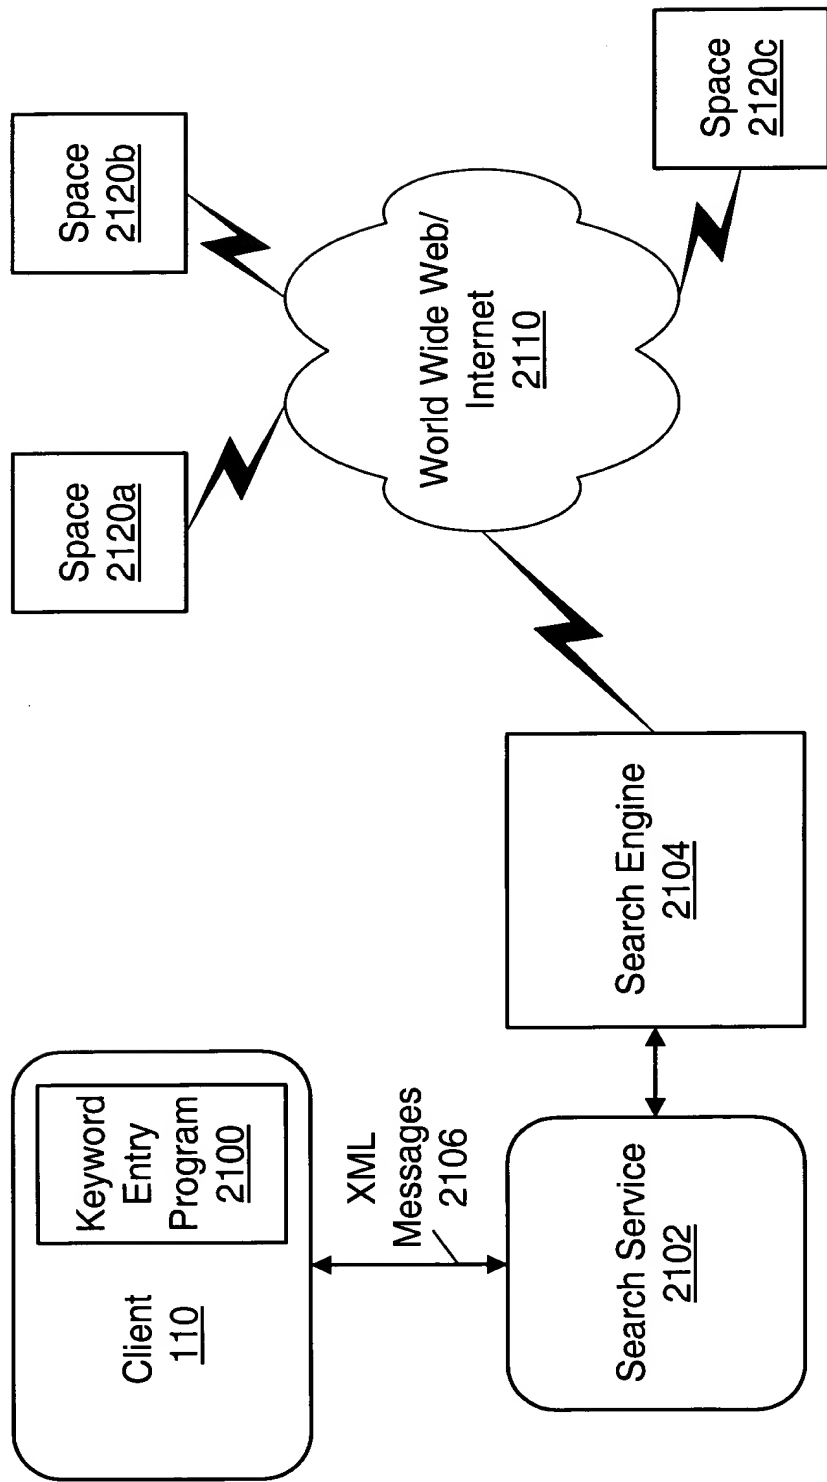 Client
110
Keyword
Entry
Program
2100
XML
Messages
2106
Search Service
2102
Search Engine
2104
World Wide Web/
Internet
2110
Space
2120a
Space
2120b
Space
2120c